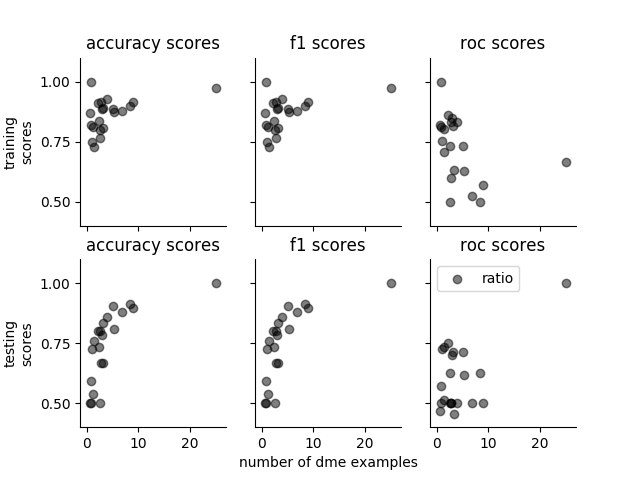 accuracy scores
f1 scores
roc scores
training
scores
1.00
0.75
0.50
accuracy scores
f1 scores
roc scores
testing
scores
1.00
0.75
0.50
ratio
0
10
20
0
10
20
0
10
20
number of dme examples